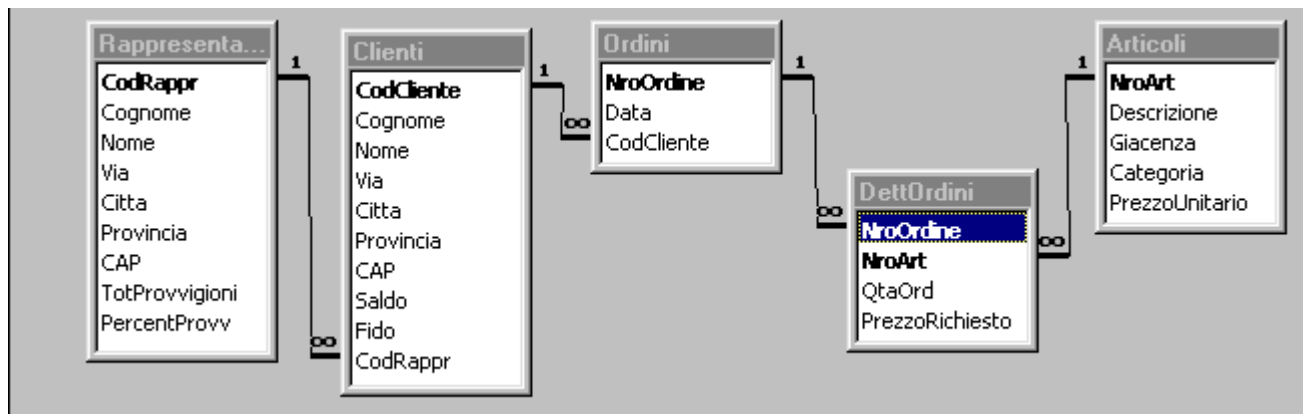 Rappresenta...
CodRappr
Cognome
Nome
Via
Citta
Provincia
CAP
TotProvvigioni
PercentProvv
1
∞
Clienti
CodCliente
Cognome
Nome
Via
Citta
Provincia
CAP
Saldo
Fido
CodRappr
1
∞
Ordini
NroOrdine
Data
CodCliente
1
∞
DettOrdini
NroOrdine
NroArt
QtaOrd
PrezzoRichiesto
∞
1
Articoli
NroArt
Descrizione
Giacenza
Categoria
PrezzoUnitario